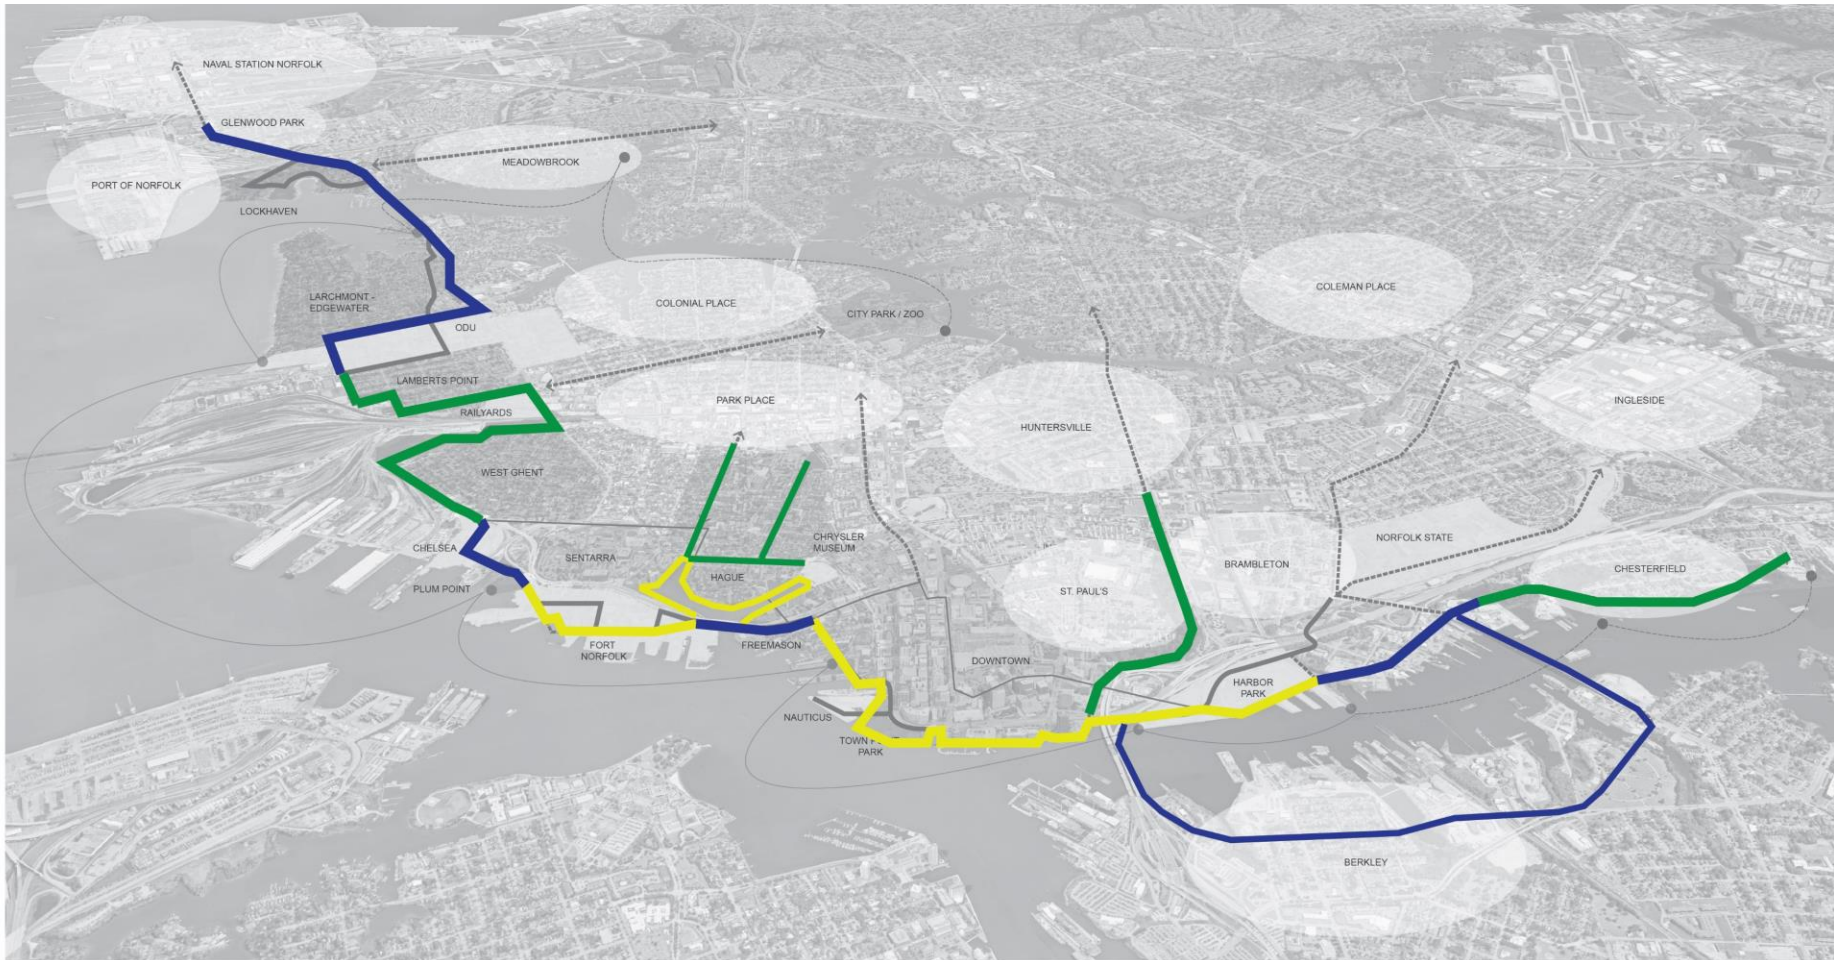 NAVAL STATION NORFOLK
GLENWOOD PARK
PORT OF NORFOLK
MEADOWBROOK
LOCKHAVEN
LARCHMONT -
EDGEWATER
ODU
COLONIAL PLACE
CITY PARK / ZOO
COLEMAN PLACE
LAMBERTS POINT
RAILYARDS
PARK PLACE
HUNTERSVILLE
INGLESIDE
WEST GHENT
CHELSEA
SENTARRA
CHRYSLER
MUSEUM
HAGUE
NORFOLK STATE
BRAMBLETON
CHESTERFIELD
PLUM POINT
ST. PAUL'S
FORT
NORFOLK
FREEMASON
DOWNTOWN
HARBOR
PARK
NAUTICUS
TOWN POINT
PARK
BERKLEY